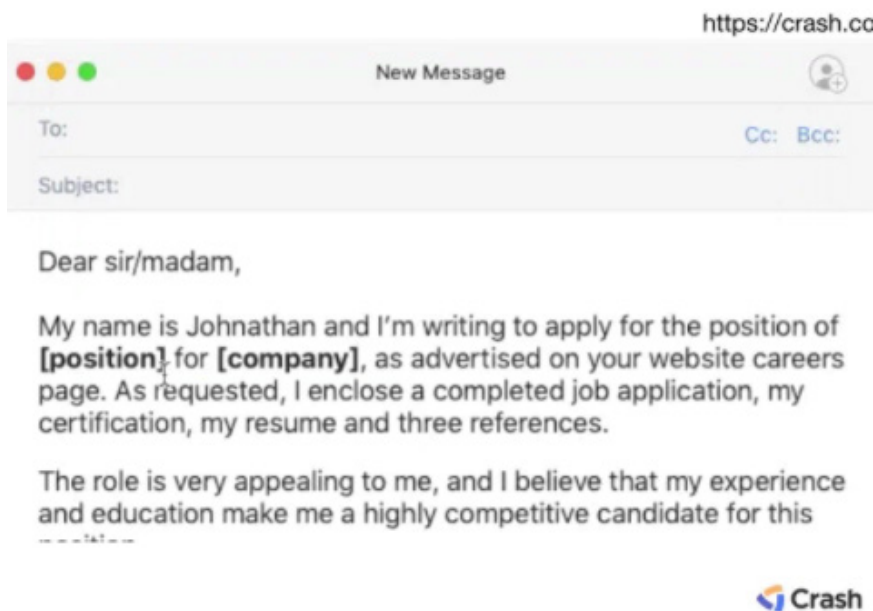 https://crash.co
New Message
To:
Cc: Bcc:
Subject:
Dear sir/madam,
My name is Johnathan and I'm writing to apply for the position of
[position] for [company], as advertised on your website careers
page. As requested, I enclose a completed job application, my
certification, my resume and three references.
The role is very appealing to me, and I believe that my experience
and education make me a highly competitive candidate for this
Crash